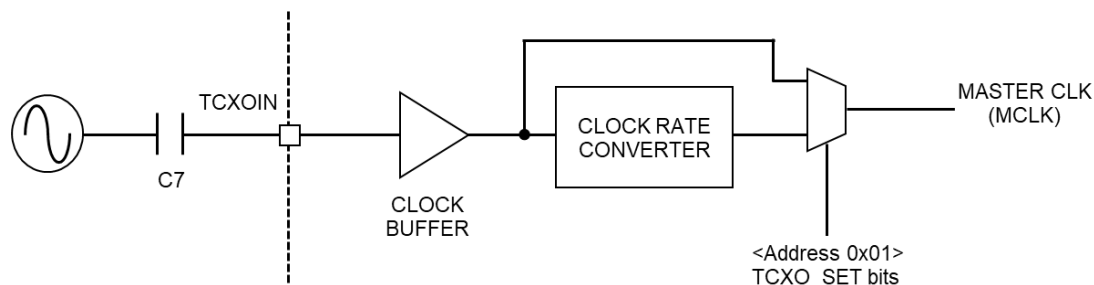 TCXOIN
C7
CLOCK
BUFFER
CLOCK RATE
CONVERTER
MASTER CLK
(MCLK)
<Address 0x01>
TCXO SET bits